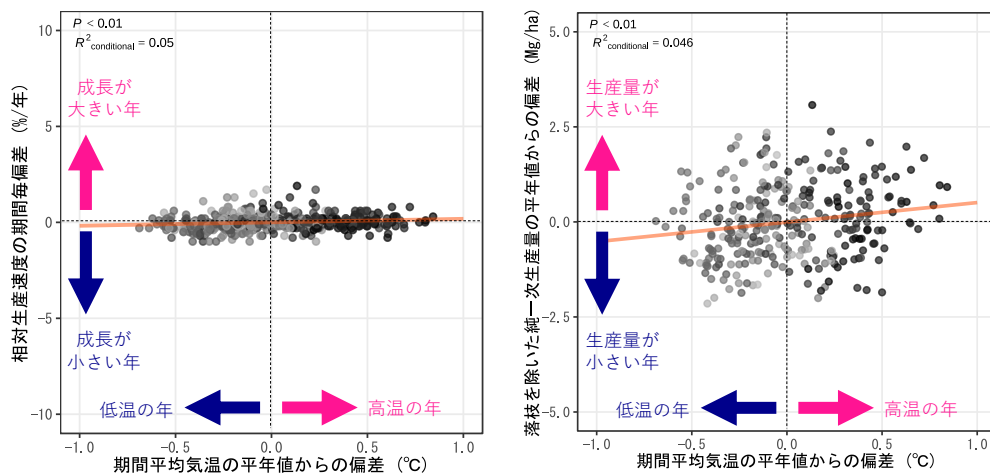 P < 0.01
R²conditional = 0.05
成長が
大きい年
成長が
小さい年
低温の年
高温の年
相対生産速度の期間毎偏差 (%/年)
10
5
0
−5
−10
−1.0
−0.5
0.0
0.5
1.0
期間平均気温の平年値からの偏差 (℃)
P < 0.01
R²conditional = 0.046
生産量が
大きい年
生産量が
小さい年
低温の年
高温の年
落枝を除いた純一次生産量の平年値からの偏差 (Mg/ha)
5.0
2.5
0.0
−2.5
−5.0
−1.0
−0.5
0.0
0.5
1.0
期間平均気温の平年値からの偏差 (℃)